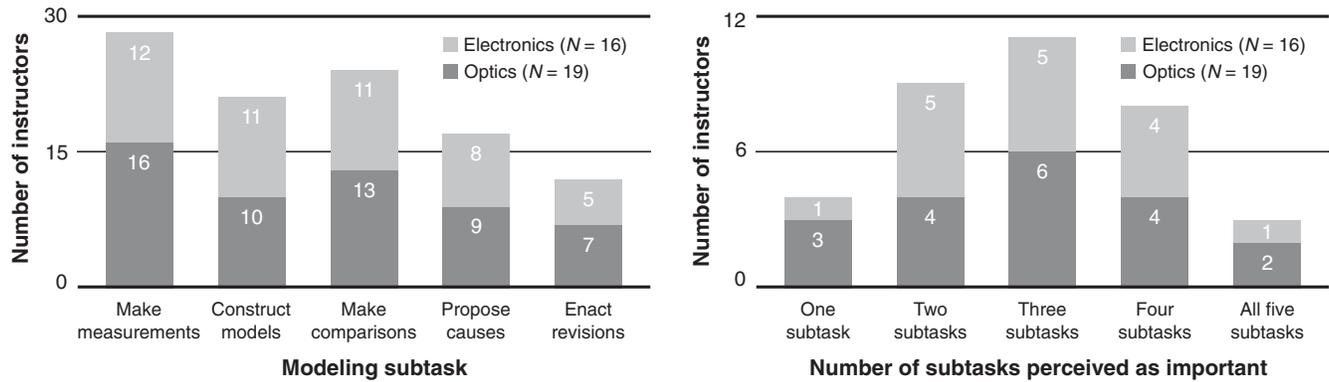 30
15
0
Number of instructors
Electronics (N = 16)
Optics (N = 19)
12
16
11
10
11
13
8
9
5
7
Make
measurements
Construct
models
Make
comparisons
Propose
causes
Enact
revisions
Modeling subtask
12
6
0
Number of instructors
Electronics (N = 16)
Optics (N = 19)
1
3
5
4
5
6
4
4
1
2
One
subtask
Two
subtasks
Three
subtasks
Four
subtasks
All five
subtasks
Number of subtasks perceived as important